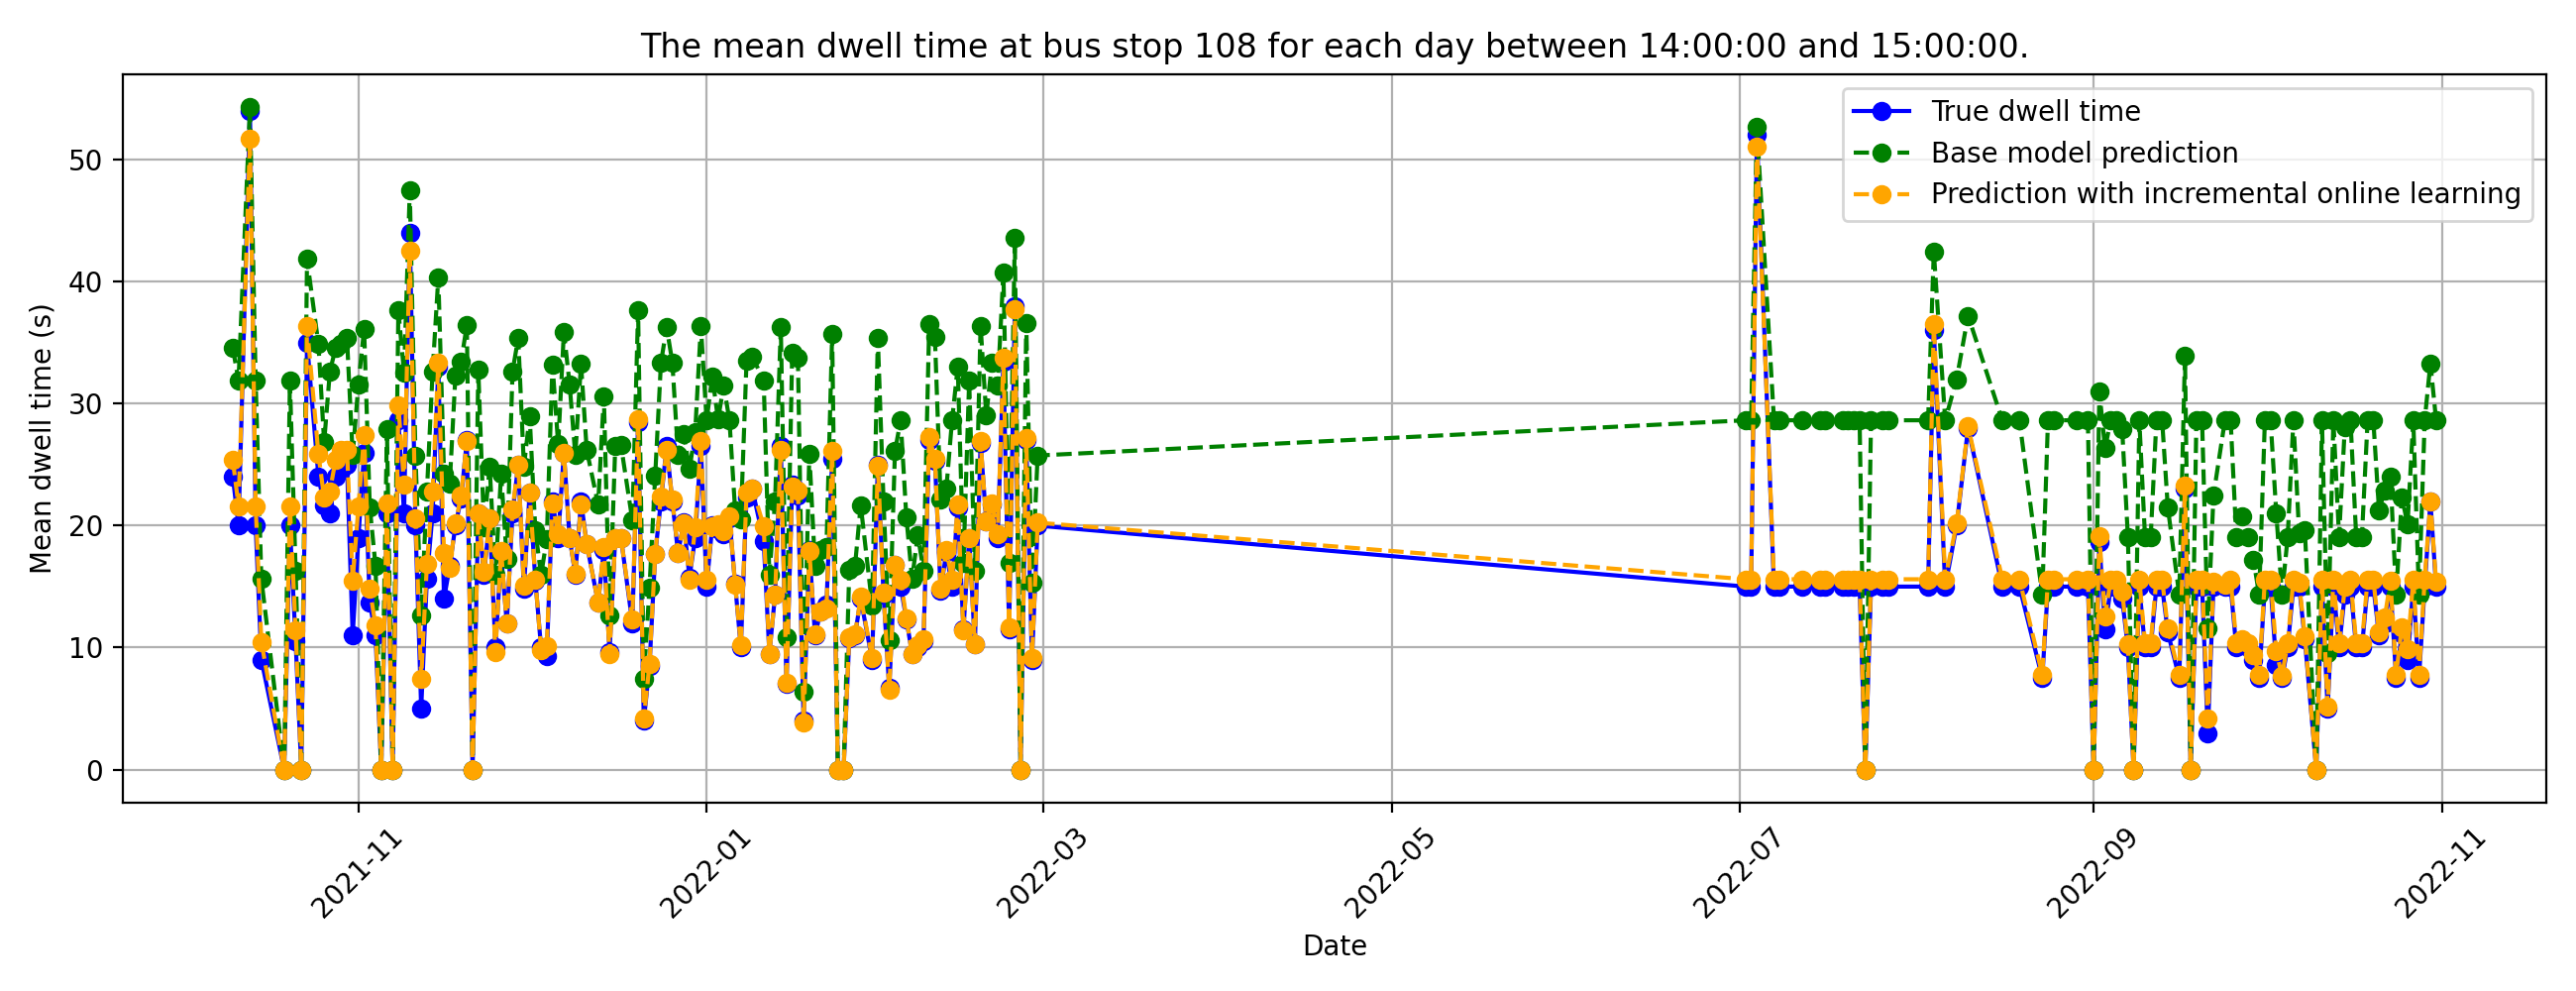 The mean dwell time at bus stop 108 for each day between 14:00:00 and 15:00:00.
True dwell time
Base model prediction
Prediction with incremental online learning
Mean dwell time (s)
50
40
30
20
10
0
2021-11
2022-01
2022-03
2022-05
2022-07
2022-09
2022-11
Date